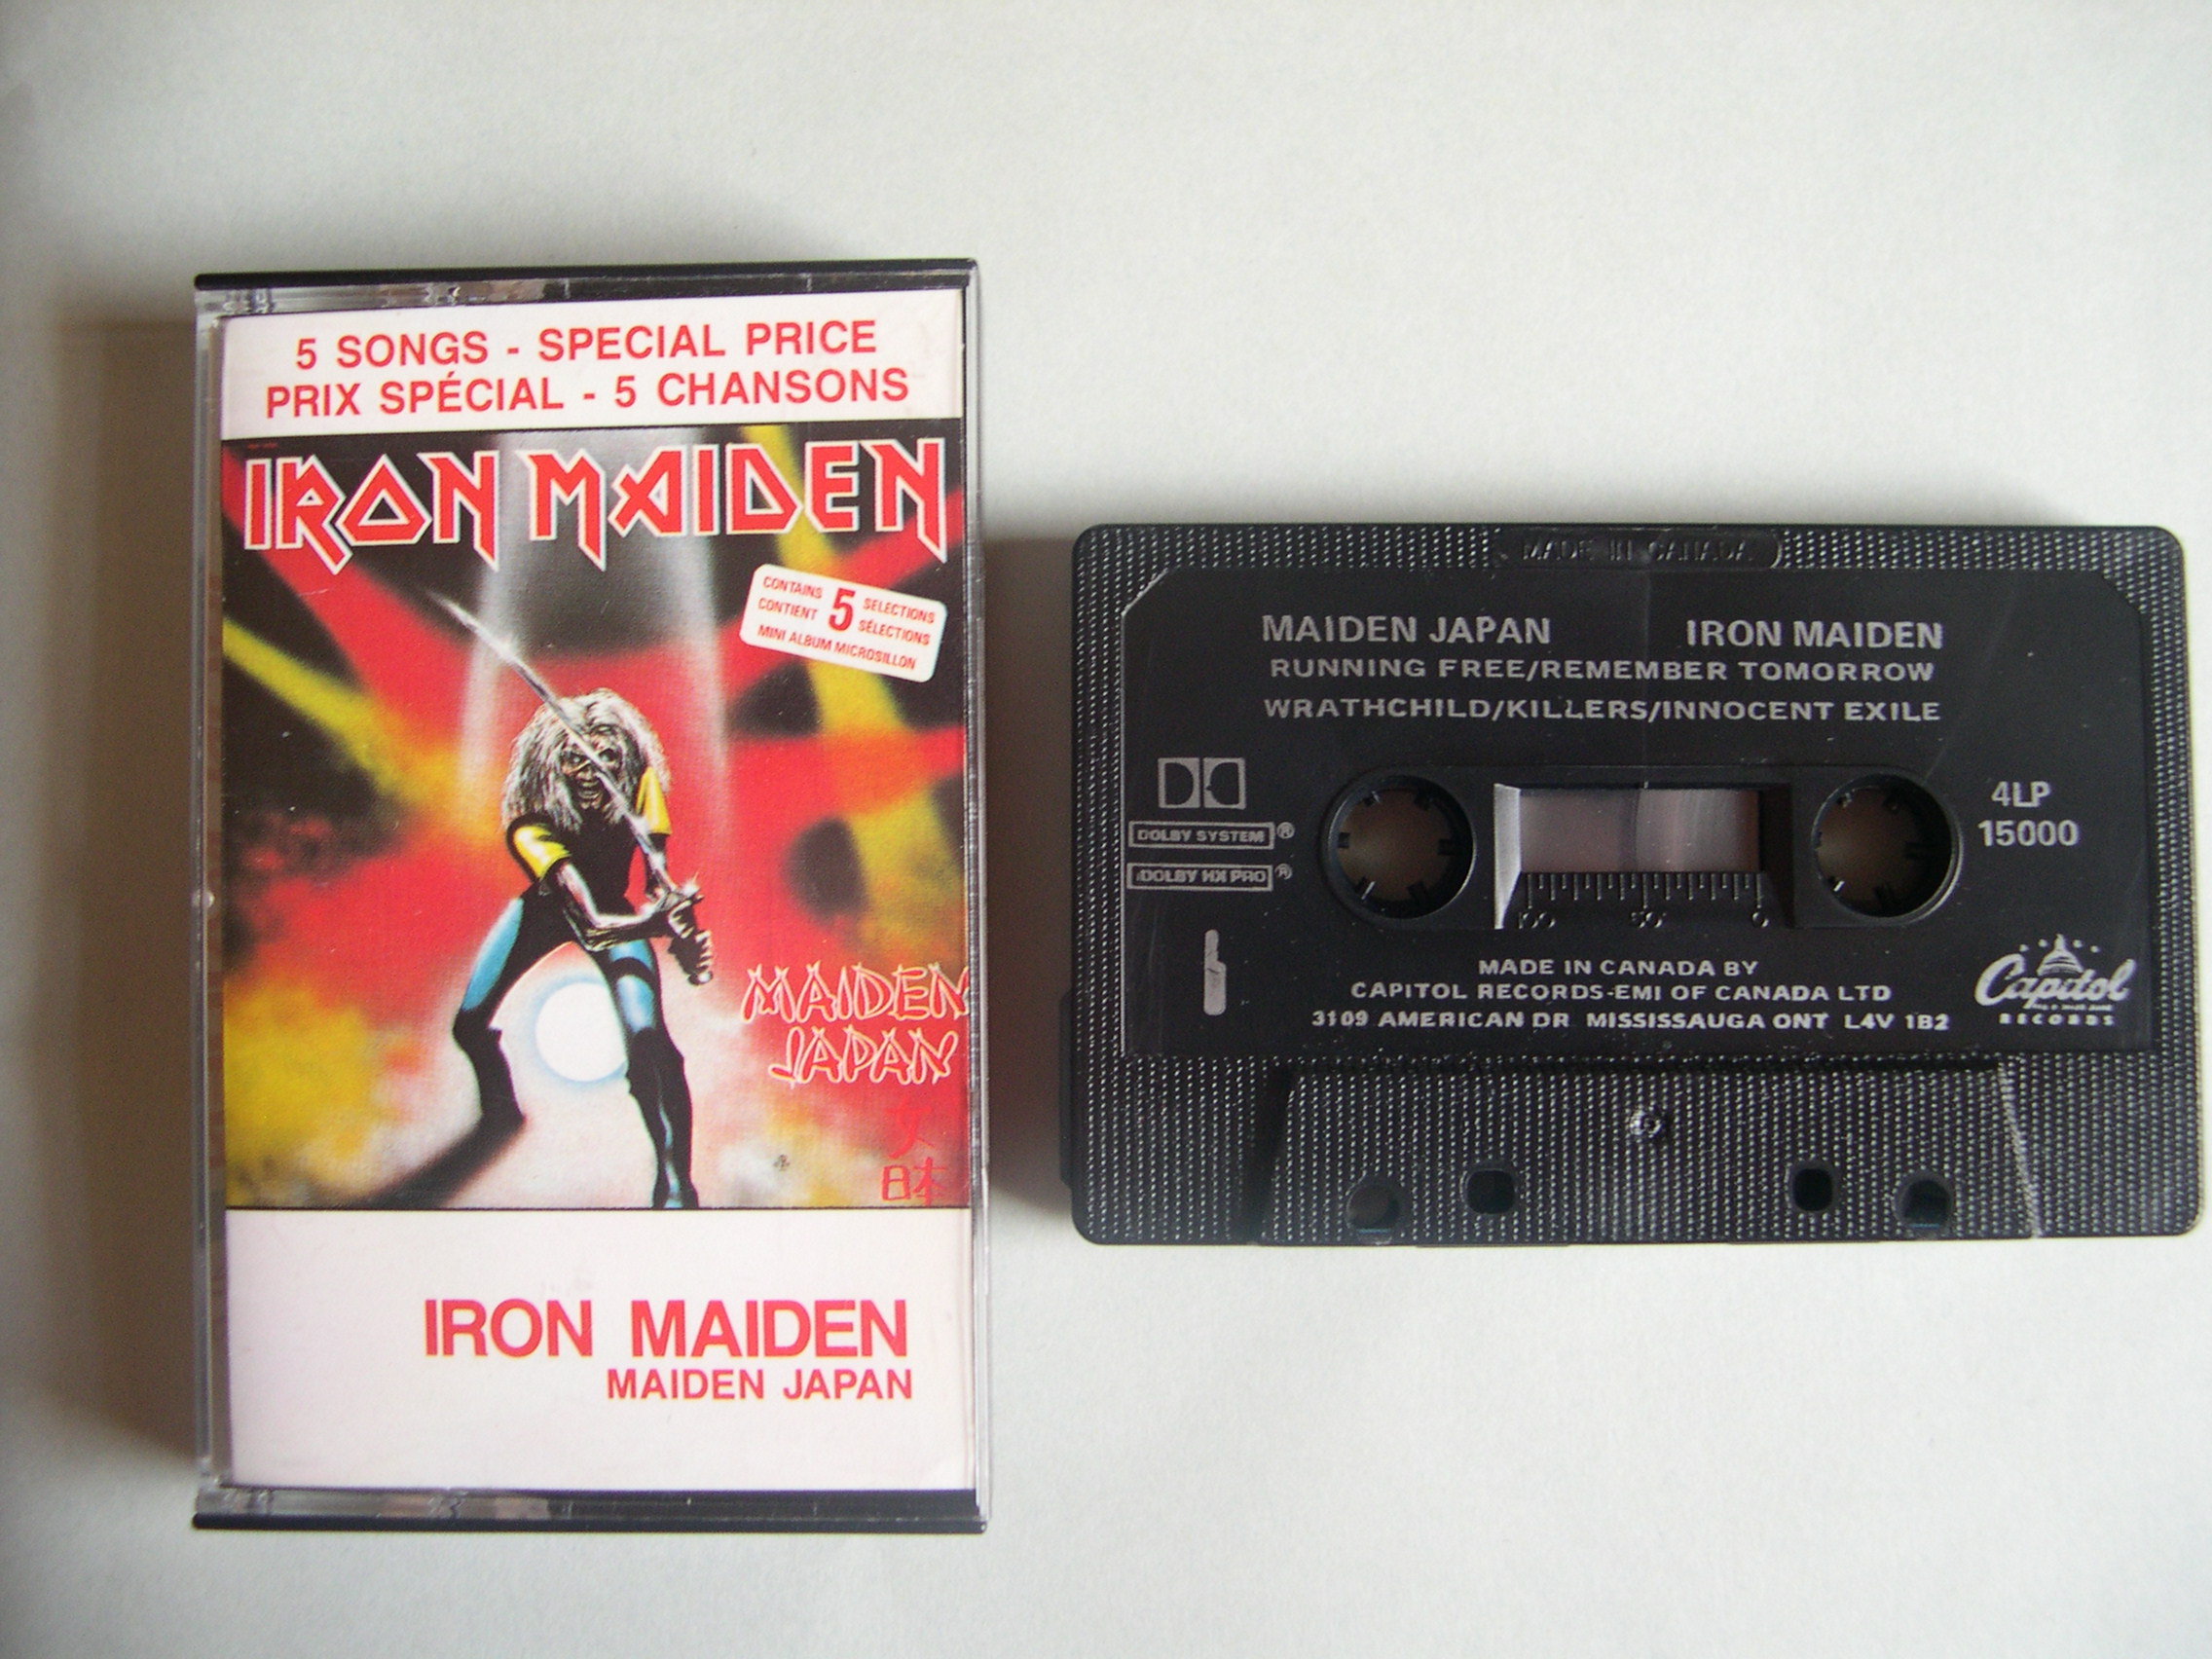 5 SONGS - SPECIAL PRICE
PRIX SPÉCIAL - 5 CHANSONS
IRON MAIDEN
CONTAINS 5 SELECTIONS
CONTIENT SÉLECTIONS
MINI ALBUM MICROSILLON
MAIDEN
JAPAN
女
日本
IRON MAIDEN
MAIDEN JAPAN
MADE IN CANADA
MAIDEN JAPAN IRON MAIDEN
RUNNING FREE/REMEMBER TOMORROW
WRATHCHILD/KILLERS/INNOCENT EXILE
DOLBY SYSTEM®
DOLBY HX PRO®
4LP
15000
100 50 0
1
MADE IN CANADA BY
CAPITOL RECORDS-EMI OF CANADA LTD
3109 AMERICAN DR MISSISSAUGA ONT L4V 1B2
Capitol
RECORDS